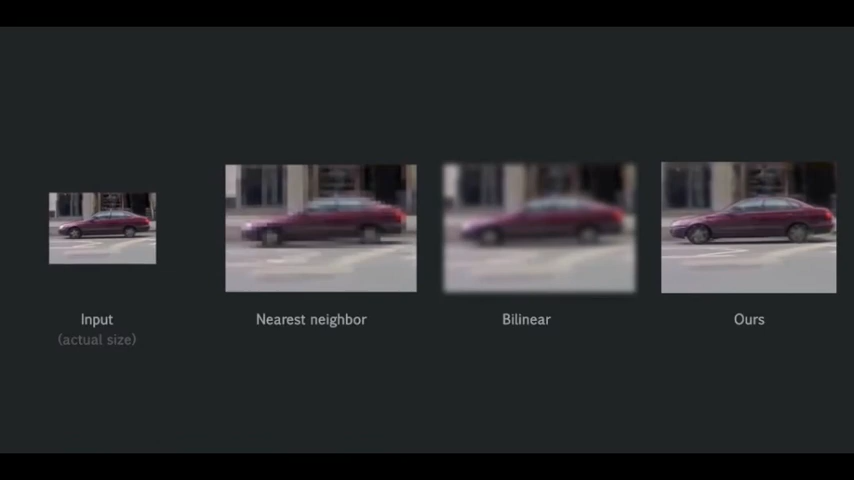 Input
(actual size)
Nearest neighbor
Bilinear
Ours